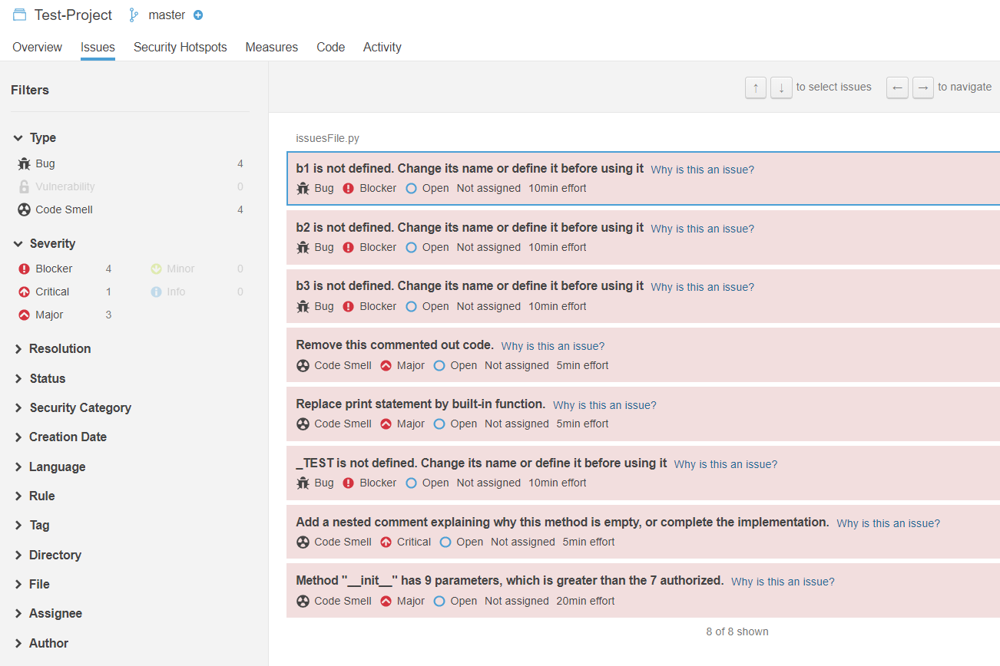 Test-Project master
Overview Issues Security Hotspots Measures Code Activity
Filters
Type
Bug 4
Vulnerability 0
Code Smell 4
Severity
Blocker 4 Minor 0
Critical 1 Info 0
Major 3
Resolution
Status
Security Category
Creation Date
Language
Rule
Tag
Directory
File
Assignee
Author
↑ ↓ to select issues ← → to navigate
issuesFile.py
b1 is not defined. Change its name or define it before using it Why is this an issue?
Bug Blocker Open Not assigned 10min effort
b2 is not defined. Change its name or define it before using it Why is this an issue?
Bug Blocker Open Not assigned 10min effort
b3 is not defined. Change its name or define it before using it Why is this an issue?
Bug Blocker Open Not assigned 10min effort
Remove this commented out code. Why is this an issue?
Code Smell Major Open Not assigned 5min effort
Replace print statement by built-in function. Why is this an issue?
Code Smell Major Open Not assigned 5min effort
_TEST is not defined. Change its name or define it before using it Why is this an issue?
Bug Blocker Open Not assigned 10min effort
Add a nested comment explaining why this method is empty, or complete the implementation. Why is this an issue?
Code Smell Critical Open Not assigned 5min effort
Method "__init__" has 9 parameters, which is greater than the 7 authorized. Why is this an issue?
Code Smell Major Open Not assigned 20min effort
8 of 8 shown